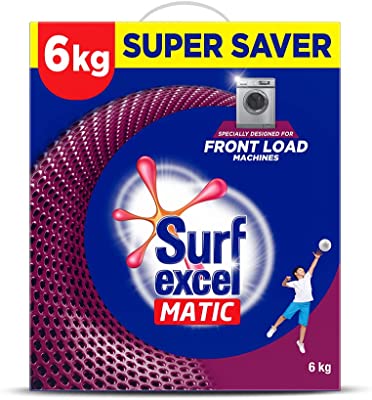 6kg SUPER SAVER
SPECIALLY DESIGNED FOR
FRONT LOAD
MACHINES
Surf
excel
MATIC
6 kg